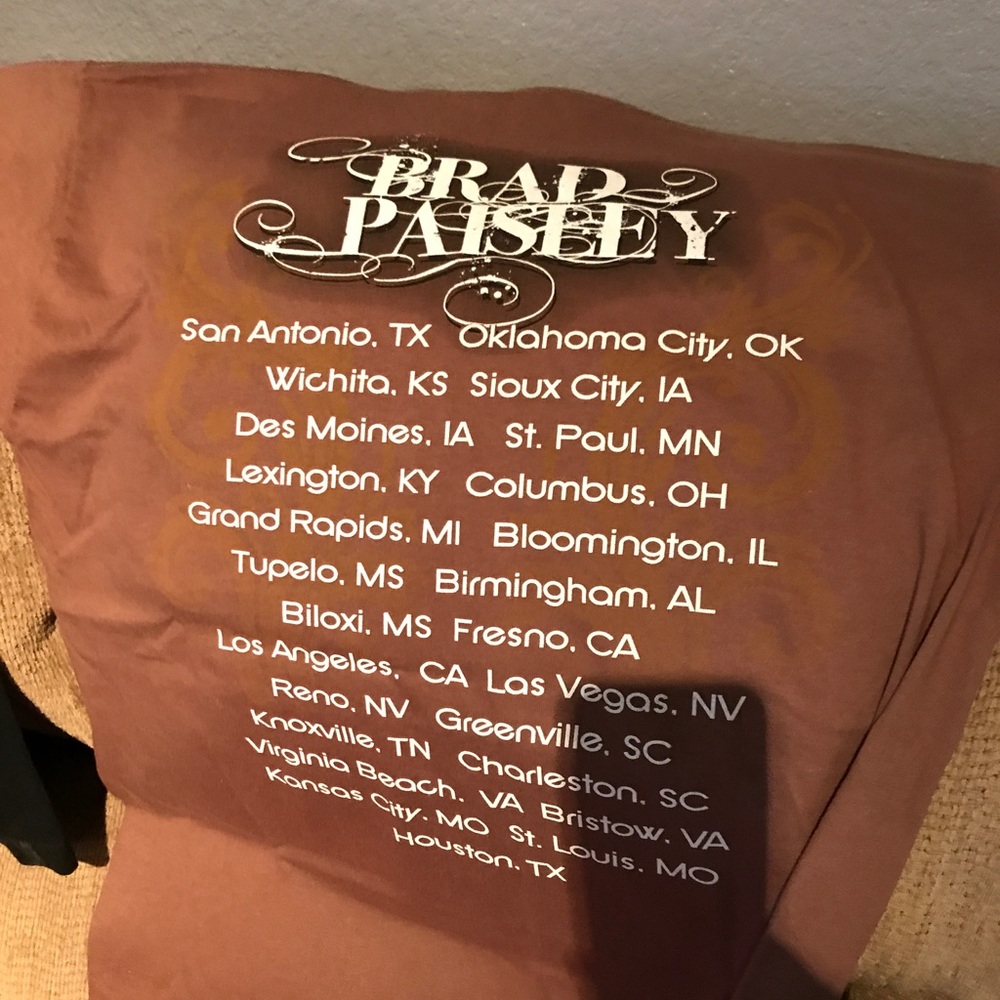 BRAD
PAISLEY
San Antonio, TX Oklahoma City, OK
Wichita, KS Sioux City, IA
Des Moines, IA St. Paul, MN
Lexington, KY Columbus, OH
Grand Rapids, MI Bloomington, IL
Tupelo, MS Birmingham, AL
Biloxi, MS Fresno, CA
Los Angeles, CA Las Vegas, NV
Reno, NV Greenville, SC
Knoxville, TN Charleston, SC
Virginia Beach, VA Bristow, VA
Kansas City, MO St. Louis, MO
Houston, TX